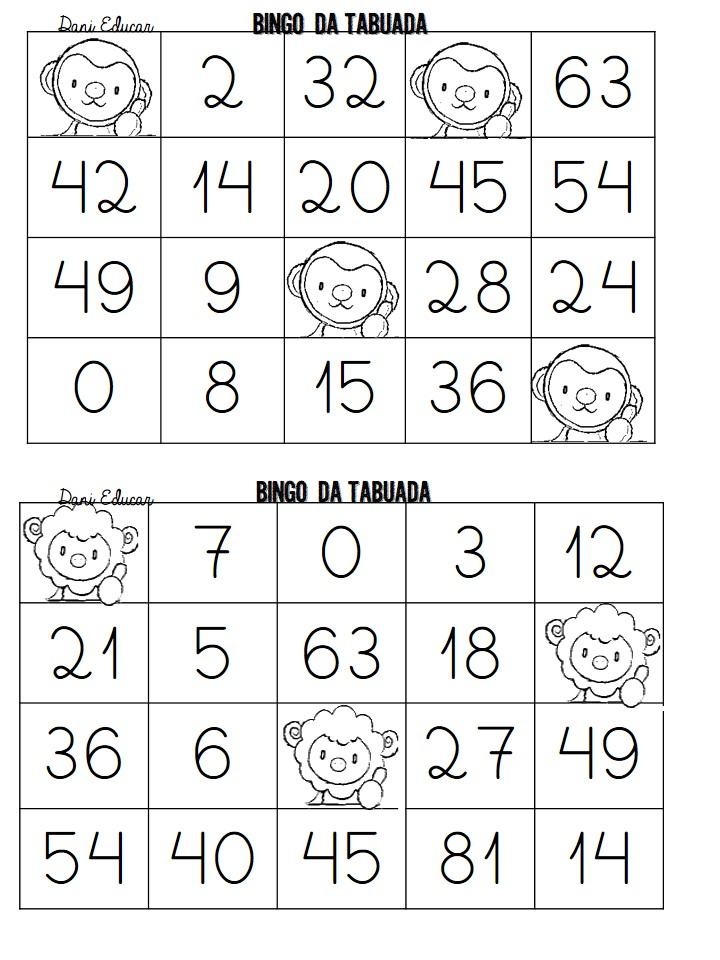 Dani Educar
BINGO DA TABUADA
2 32 63
42 14 20 45 54
49 9 28 24
0 8 15 36
Dani Educar
BINGO DA TABUADA
7 0 3 12
21 5 63 18
36 6 27 49
54 40 45 81 14